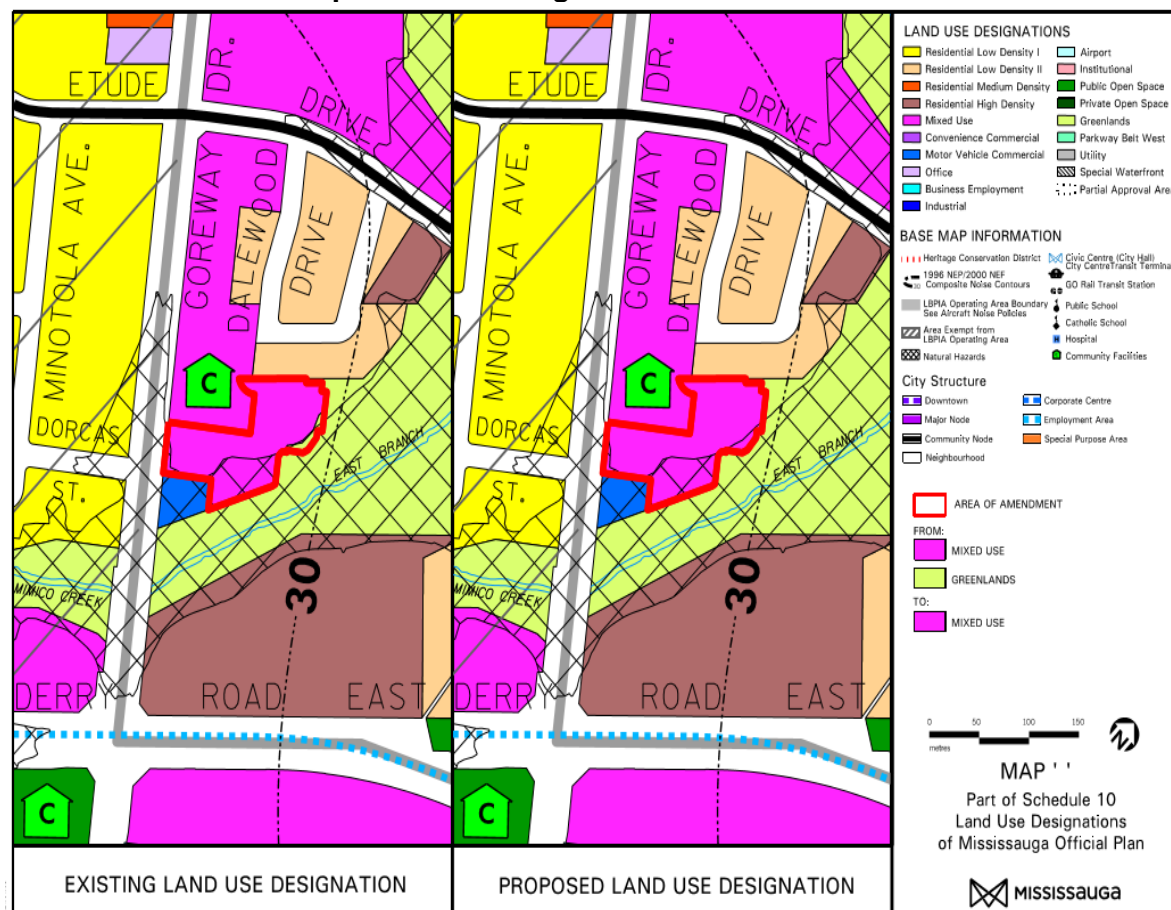 ETUDE
DR.
DRIVE
MINOTOLA AVE.
GOREWAY
DALEWOOD
DRIVE
C
DORCAS
ST.
EAST BRANCH
MIMICO CREEK
30
DERRY ROAD EAST
C
EXISTING LAND USE DESIGNATION
ETUDE
DR.
DRIVE
MINOTOLA AVE.
GOREWAY
DALEWOOD
DRIVE
C
DORCAS
ST.
EAST BRANCH
MIMICO CREEK
30
DERRY ROAD EAST
C
PROPOSED LAND USE DESIGNATION
LAND USE DESIGNATIONS
Residential Low Density I
Residential Low Density II
Residential Medium Density
Residential High Density
Mixed Use
Convenience Commercial
Motor Vehicle Commercial
Office
Business Employment
Industrial
Airport
Institutional
Public Open Space
Private Open Space
Greenlands
Parkway Belt West
Utility
Special Waterfront
Partial Approval Area
BASE MAP INFORMATION
Heritage Conservation District
1996 NEP/2000 NEF
Composite Noise Contours
LBPIA Operating Area Boundary
See Aircraft Noise Policies
Area Exempt from
LBPIA Operating Area
Natural Hazards
Civic Centre (City Hall)
City Centre Transit Terminal
GO Rail Transit Station
Public School
Catholic School
H Hospital
Community Facilities
City Structure
Downtown
Major Node
Community Node
Neighbourhood
Corporate Centre
Employment Area
Special Purpose Area
AREA OF AMENDMENT
FROM:
MIXED USE
GREENLANDS
TO:
MIXED USE
0 50 100 150
metres
MAP ' '
Part of Schedule 10
Land Use Designations
of Mississauga Official Plan
MISSISSAUGA